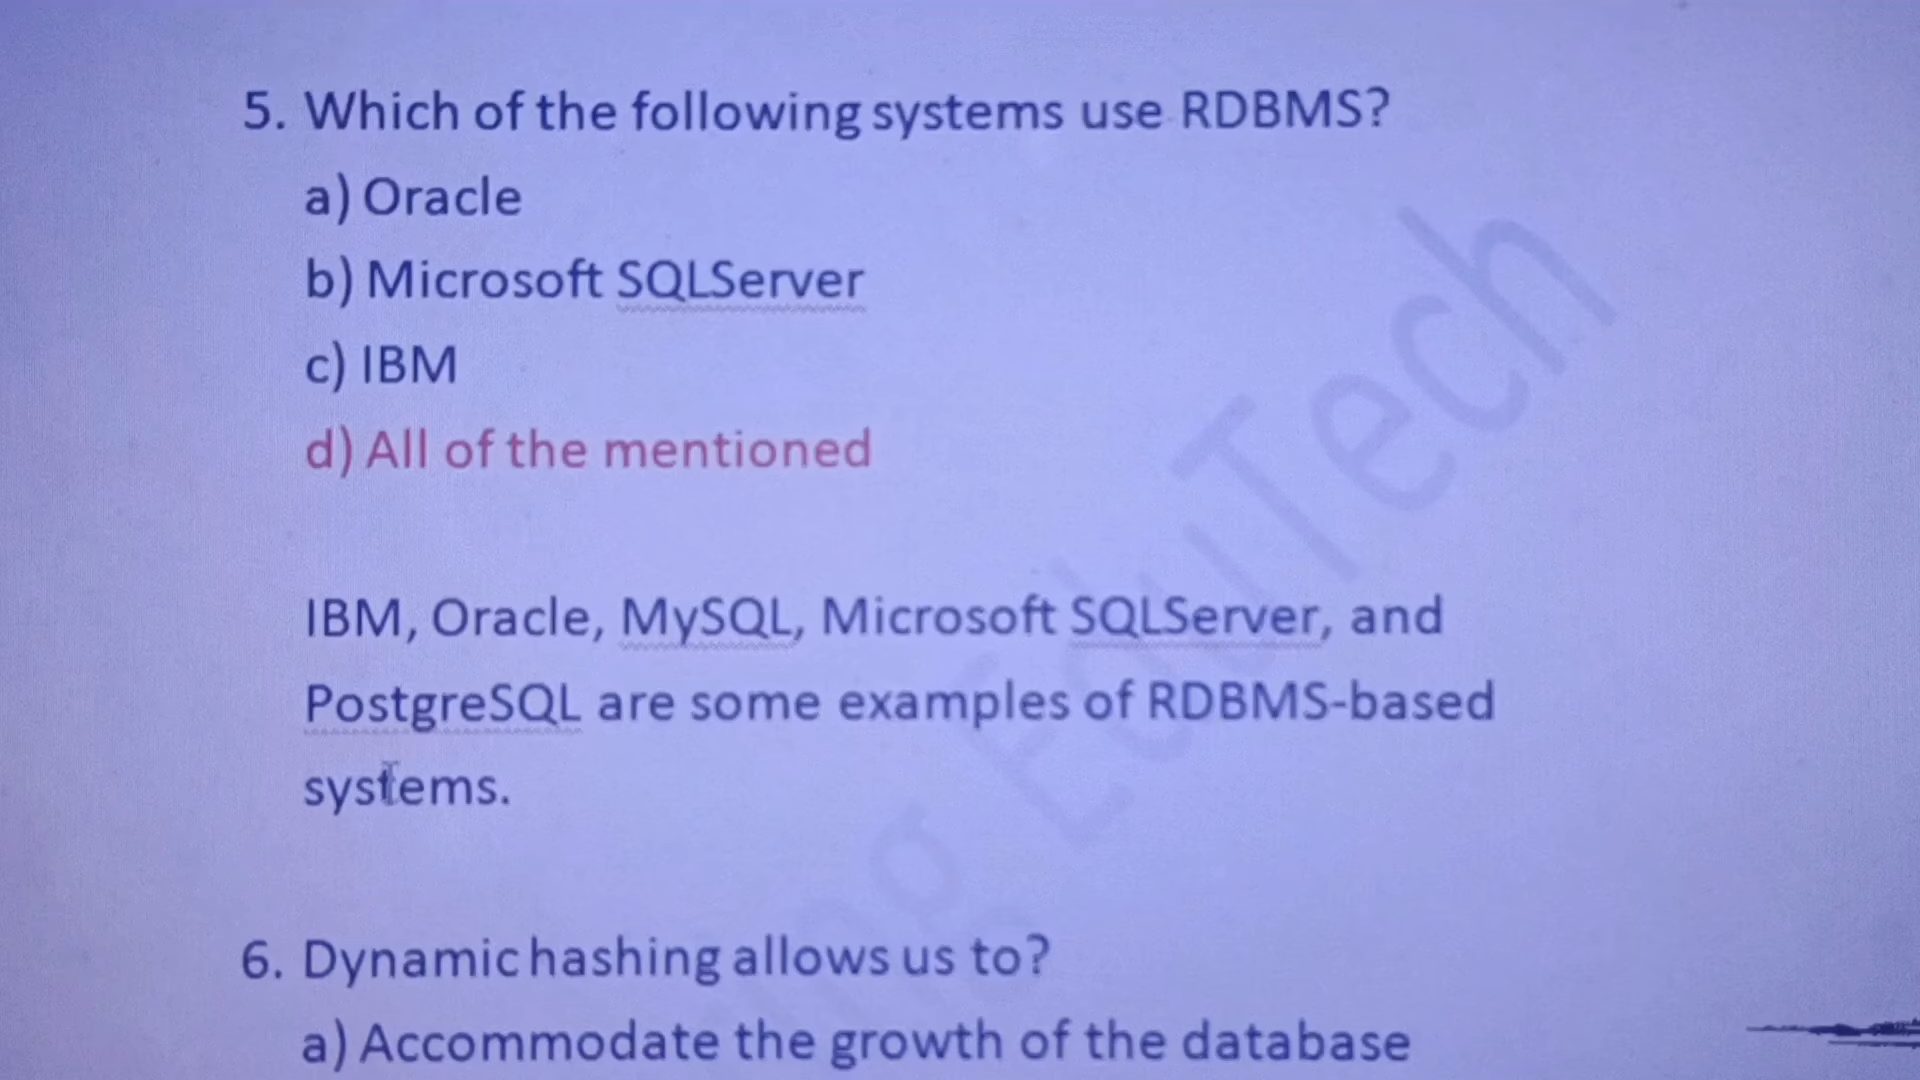 5. Which of the following systems use RDBMS?
a) Oracle
b) Microsoft SQLServer
c) IBM
d) All of the mentioned
IBM, Oracle, MySQL, Microsoft SQLServer, and
PostgreSQL are some examples of RDBMS-based
systems.
6. Dynamic hashing allows us to?
a) Accommodate the growth of the database
EduTech